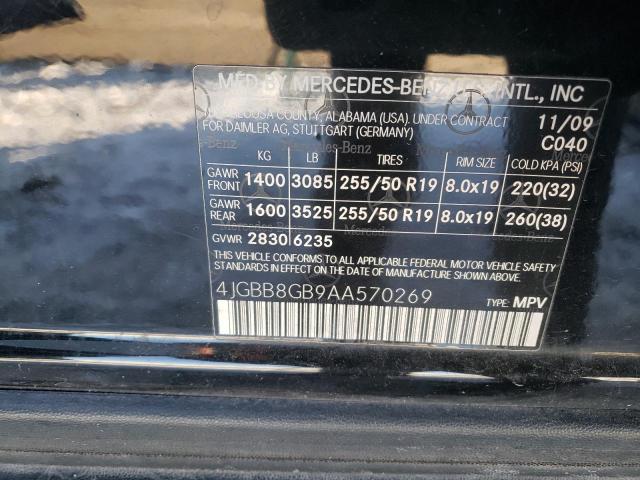 MFD BY MERCEDES-BENZ INTL., INC
COUNTY, ALABAMA (USA). UNDER CONTRACT 11/09
FOR DAIMLER AG, STUTTGART (GERMANY) C040
KG LB TIRES RIM SIZE COLD KPA (PSI)
GAWR FRONT 1400 3085 255/50 R19 8.0x19 220(32)
GAWR REAR 1600 3525 255/50 R19 8.0x19 260(38)
GVWR 2830 6235
THIS VEHICLE CONFORMS TO ALL APPLICABLE FEDERAL MOTOR VEHICLE SAFETY
STANDARDS IN EFFECT ON THE DATE OF MANUFACTURE SHOWN ABOVE.
4JGBB8GB9AA570269 TYPE: MPV